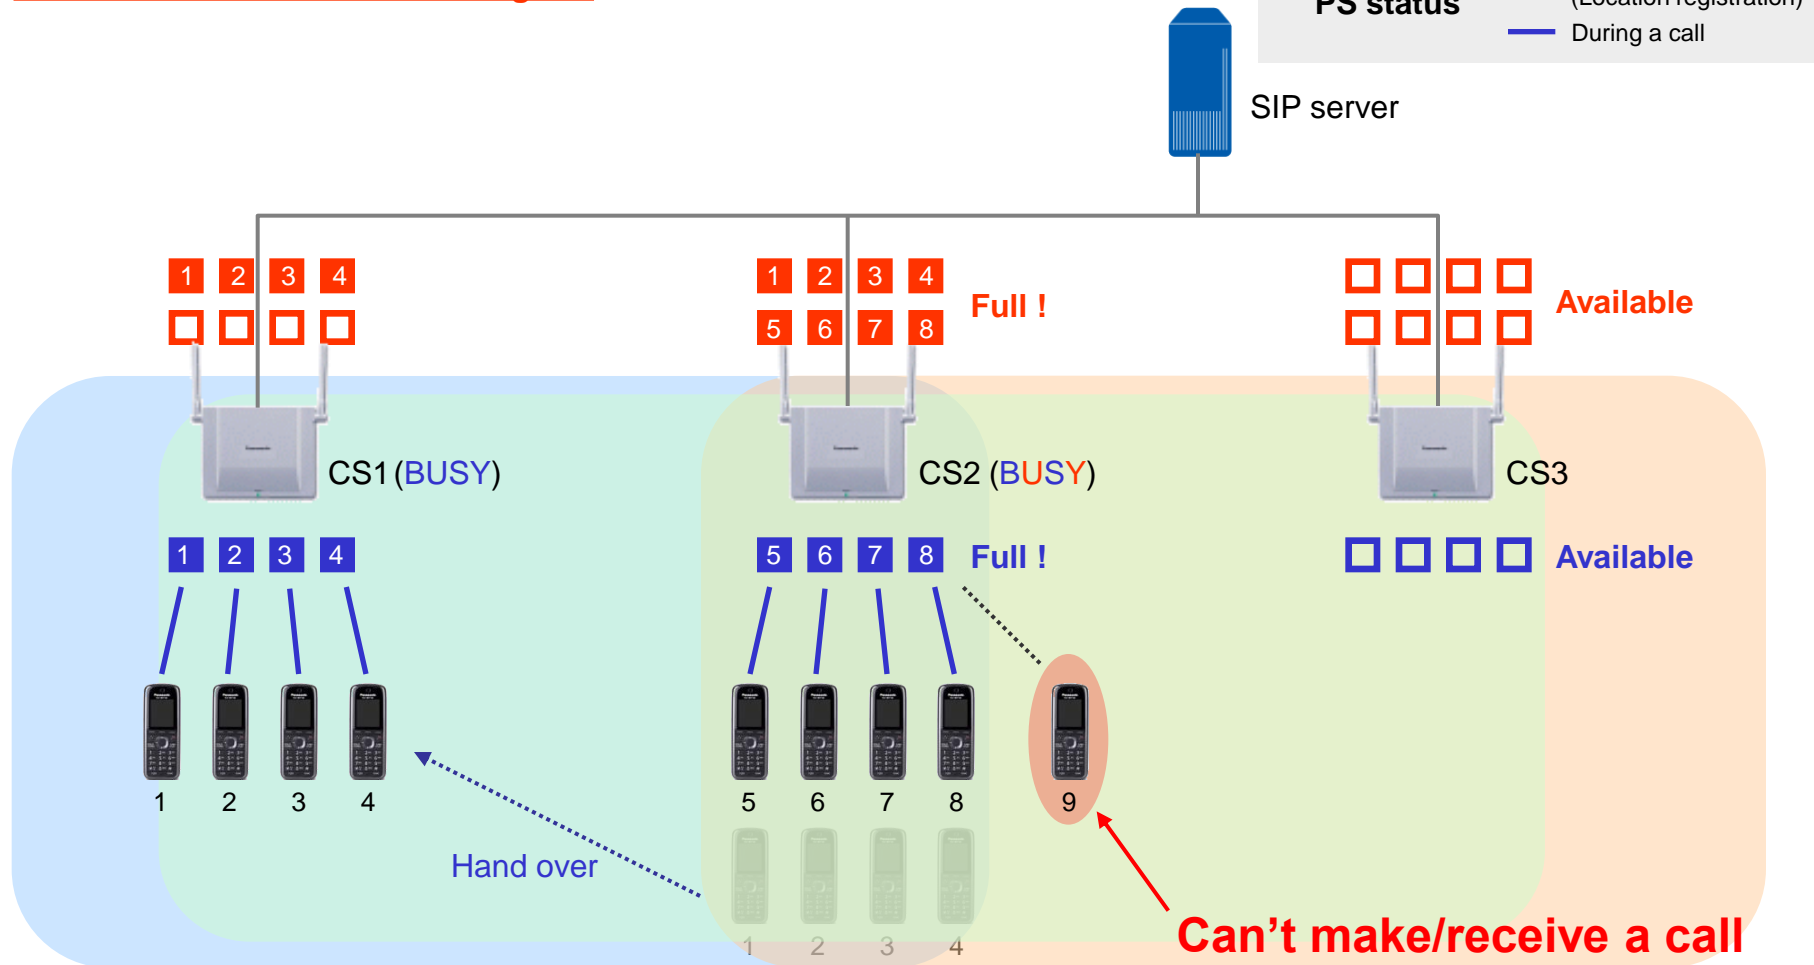 PS status
(Location registration)
During a call
SIP server
1 2 3 4
1 2 3 4
Full !
5 6 7 8
Available
CS1 (BUSY)
CS2 (BUSY)
CS3
1 2 3 4
5 6 7 8
Full !
Available
1 2 3 4
5 6 7 8
9
Hand over
1 2 3 4
Can't make/receive a call